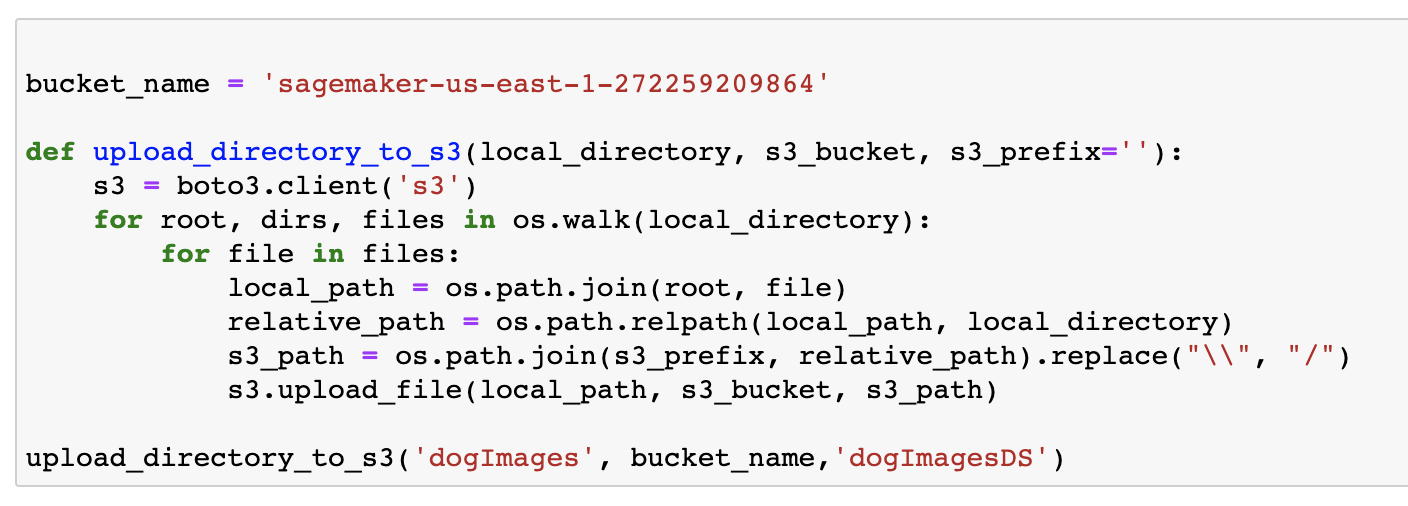 bucket_name = 'sagemaker-us-east-1-272259209864'
def upload_directory_to_s3(local_directory, s3_bucket, s3_prefix=''):
    s3 = boto3.client('s3')
    for root, dirs, files in os.walk(local_directory):
        for file in files:
            local_path = os.path.join(root, file)
            relative_path = os.path.relpath(local_path, local_directory)
            s3_path = os.path.join(s3_prefix, relative_path).replace("\\", "/")
            s3.upload_file(local_path, s3_bucket, s3_path)
upload_directory_to_s3('dogImages', bucket_name,'dogImagesDS')